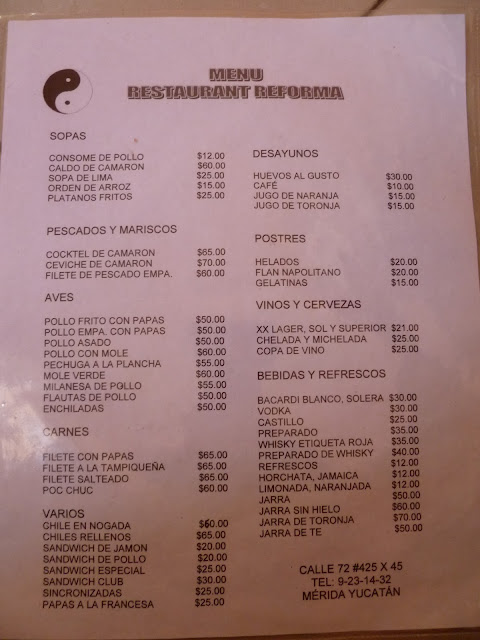 MENU
RESTAURANT REFORMA
SOPAS
CONSOME DE POLLO $12.00
CALDO DE CAMARON $60.00
SOPA DE LIMA $25.00
ORDEN DE ARROZ $15.00
PLATANOS FRITOS $25.00
PESCADOS Y MARISCOS
COCKTEL DE CAMARON $65.00
CEVICHE DE CAMARON $70.00
FILETE DE PESCADO EMPA. $60.00
AVES
POLLO FRITO CON PAPAS $50.00
POLLO EMPA. CON PAPAS $50.00
POLLO ASADO $50.00
POLLO CON MOLE $60.00
PECHUGA A LA PLANCHA $55.00
MOLE VERDE $60.00
MILANESA DE POLLO $55.00
FLAUTAS DE POLLO $50.00
ENCHILADAS $50.00
CARNES
FILETE CON PAPAS $65.00
FILETE A LA TAMPIQUEÑA $65.00
FILETE SALTEADO $65.00
POC CHUC $60.00
VARIOS
CHILE EN NOGADA $60.00
CHILES RELLENOS $65.00
SANDWICH DE JAMON $20.00
SANDWICH DE POLLO $20.00
SANDWICH ESPECIAL $25.00
SANDWICH CLUB $30.00
SINCRONIZADAS $25.00
PAPAS A LA FRANCESA $25.00
DESAYUNOS
HUEVOS AL GUSTO $30.00
CAFÉ $10.00
JUGO DE NARANJA $15.00
JUGO DE TORONJA $15.00
POSTRES
HELADOS $20.00
FLAN NAPOLITANO $20.00
GELATINAS $15.00
VINOS Y CERVEZAS
XX LAGER, SOL Y SUPERIOR $21.00
CHELADA Y MICHELADA $25.00
COPA DE VINO $25.00
BEBIDAS Y REFRESCOS
BACARDI BLANCO, SOLERA $30.00
VODKA $30.00
CASTILLO $25.00
PREPARADO $35.00
WHISKY ETIQUETA ROJA $35.00
PREPARADO DE WHISKY $40.00
REFRESCOS $12.00
HORCHATA, JAMAICA $12.00
LIMONADA, NARANJADA $12.00
JARRA $50.00
JARRA SIN HIELO $60.00
JARRA DE TORONJA $70.00
JARRA DE TE $50.00
CALLE 72 #425 X 45
TEL: 9-23-14-32
MÉRIDA YUCATÁN